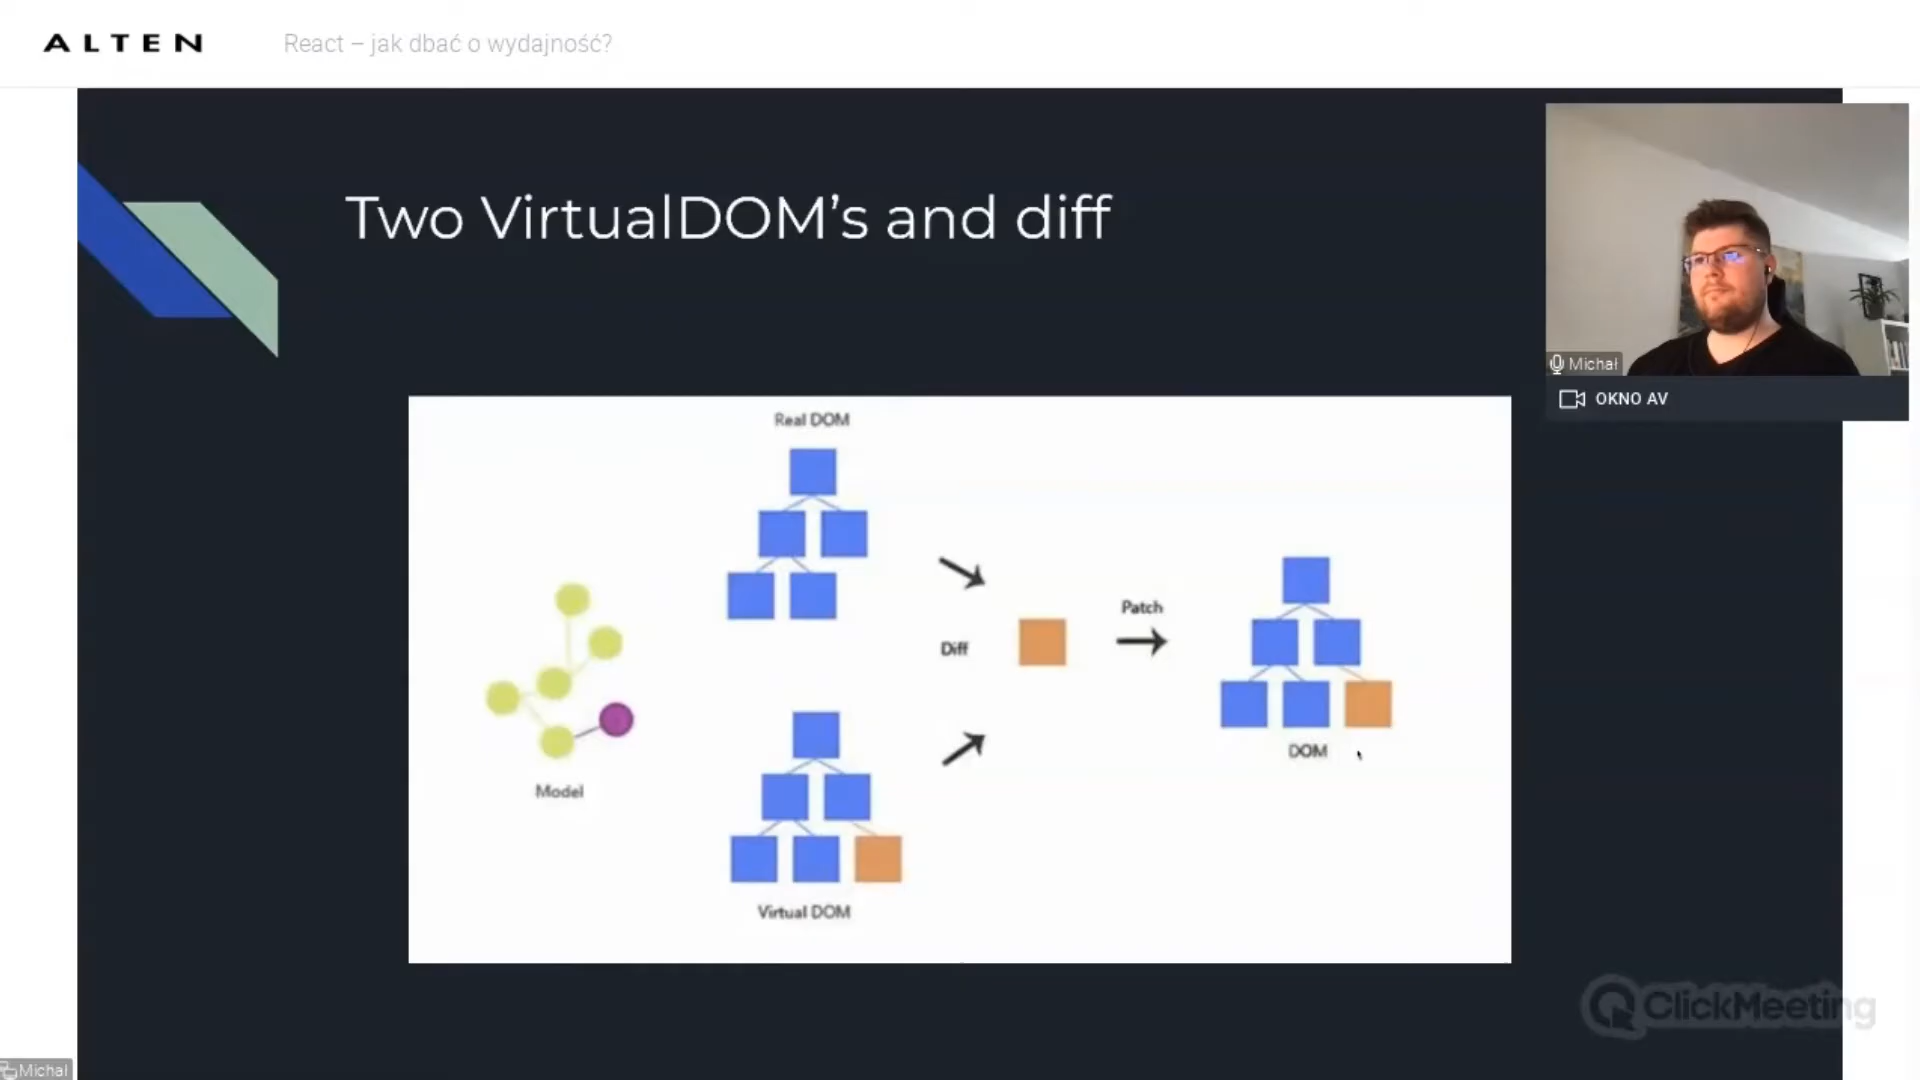 ALTEN
React – jak dbać o wydajność?
Two VirtualDOM’s and diff
Michał
OKNO AV
Real DOM
Patch
Diff
DOM
Model
Virtual DOM
ClickMeeting
Michał